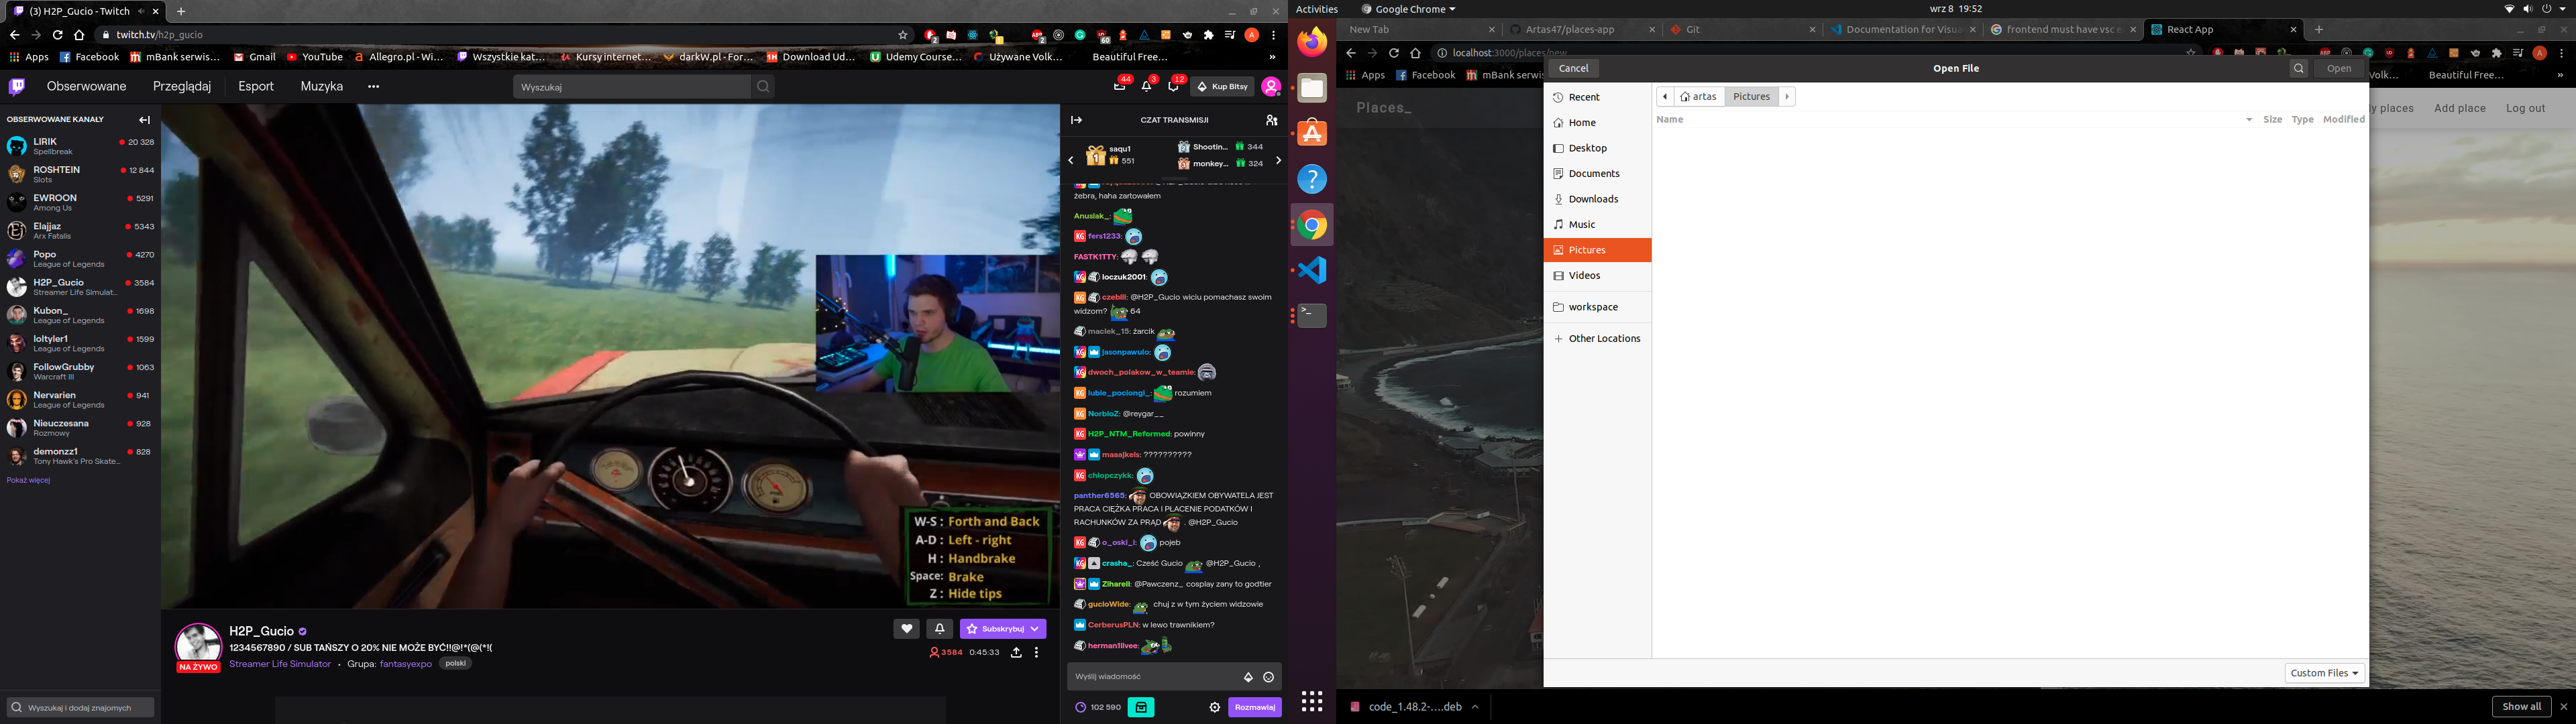 (3) H2P_Gucio - Twitch
twitch.tv/h2p_gucio
Apps Facebook mBank serwis... Gmail YouTube Allegro.pl - Wi... Wszystkie kat... Kursy internet... darkW.pl - For... Download Ud... Udemy Course... Używane Volk... Beautiful Free... »
Obserwowane Przeglądaj Esport Muzyka
Wyszukaj
44 3 12 Kup Bitsy
OBSERWOWANE KANAŁY
LIRIK 20 328
Spellbreak
ROSHTEIN 12 844
Slots
EWROON 5291
Among Us
Elajjaz 5343
Arx Fatalis
Popo 4270
League of Legends
H2P_Gucio 3584
Streamer Life Simulat...
Kubon_ 1698
League of Legends
loltyler1 1599
League of Legends
FollowGrubby 1063
Warcraft III
Nervarien 941
League of Legends
Nieuczesana 928
Rozmowy
demonzz1 828
Tony Hawk's Pro Skate...
Pokaż więcej
Wyszukaj i dodaj znajomych
W-S : Forth and Back
A-D : Left - right
H : Handbrake
Space: Brake
Z : Hide tips
H2P_Gucio
1234567890 / SUB TAŃSZY O 20% NIE MOŻE BYĆ!!@!*(@(*!(
Streamer Life Simulator • Grupa: fantasyexpo polski
NA ŻYWO
Subskrybuj
3584 0:45:33
CZAT TRANSMISJI
saqu1
551
Shootin... 344
monkey... 324
żebra, haha żartowałem
Anusiak_:
fers1233:
FASTK1TTY:
loczuk2001:
czebili: @H2P_Gucio wiciu pomachasz swoim
widzom? 64
maciek_15: żarcik
jasonpawulo:
dwoch_polakow_w_teamie:
lubie_pociongi_: rozumiem
NorbioZ: @reygar__
H2P_NTM_Reformed: powinny
maaajkels: ??????????
chlopczykk:
panther6565: OBOWIĄZKIEM OBYWATELA JEST
PRACA CIĘŻKA PRACA I PŁACENIE PODATKÓW I
RACHUNKÓW ZA PRĄD . @H2P_Gucio
o_oski_i: pojeb
crasha_: Cześć Gucio @H2P_Gucio ,
Ziharell: @Pawczenz_ cosplay zany to godtier
gucioWide: chuj z w tym życiem widzowie
CerberusPLN: w lewo trawnikiem?
herman1livee:
Wyślij wiadomość
102 590 Rozmawiaj
Activities Google Chrome wrz 8 19:52
New Tab Artas47/places-app Git Documentation for Visua frontend must have vsc e React App
localhost:3000/places/new
Apps Facebook mBank serwis Volk... Beautiful Free... »
Places_ ly places Add place Log out
Cancel Open File Open
artas Pictures
Name Size Type Modified
Recent
Home
Desktop
Documents
Downloads
Music
Pictures
Videos
workspace
Other Locations
Custom Files
code_1.48.2-....deb Show all